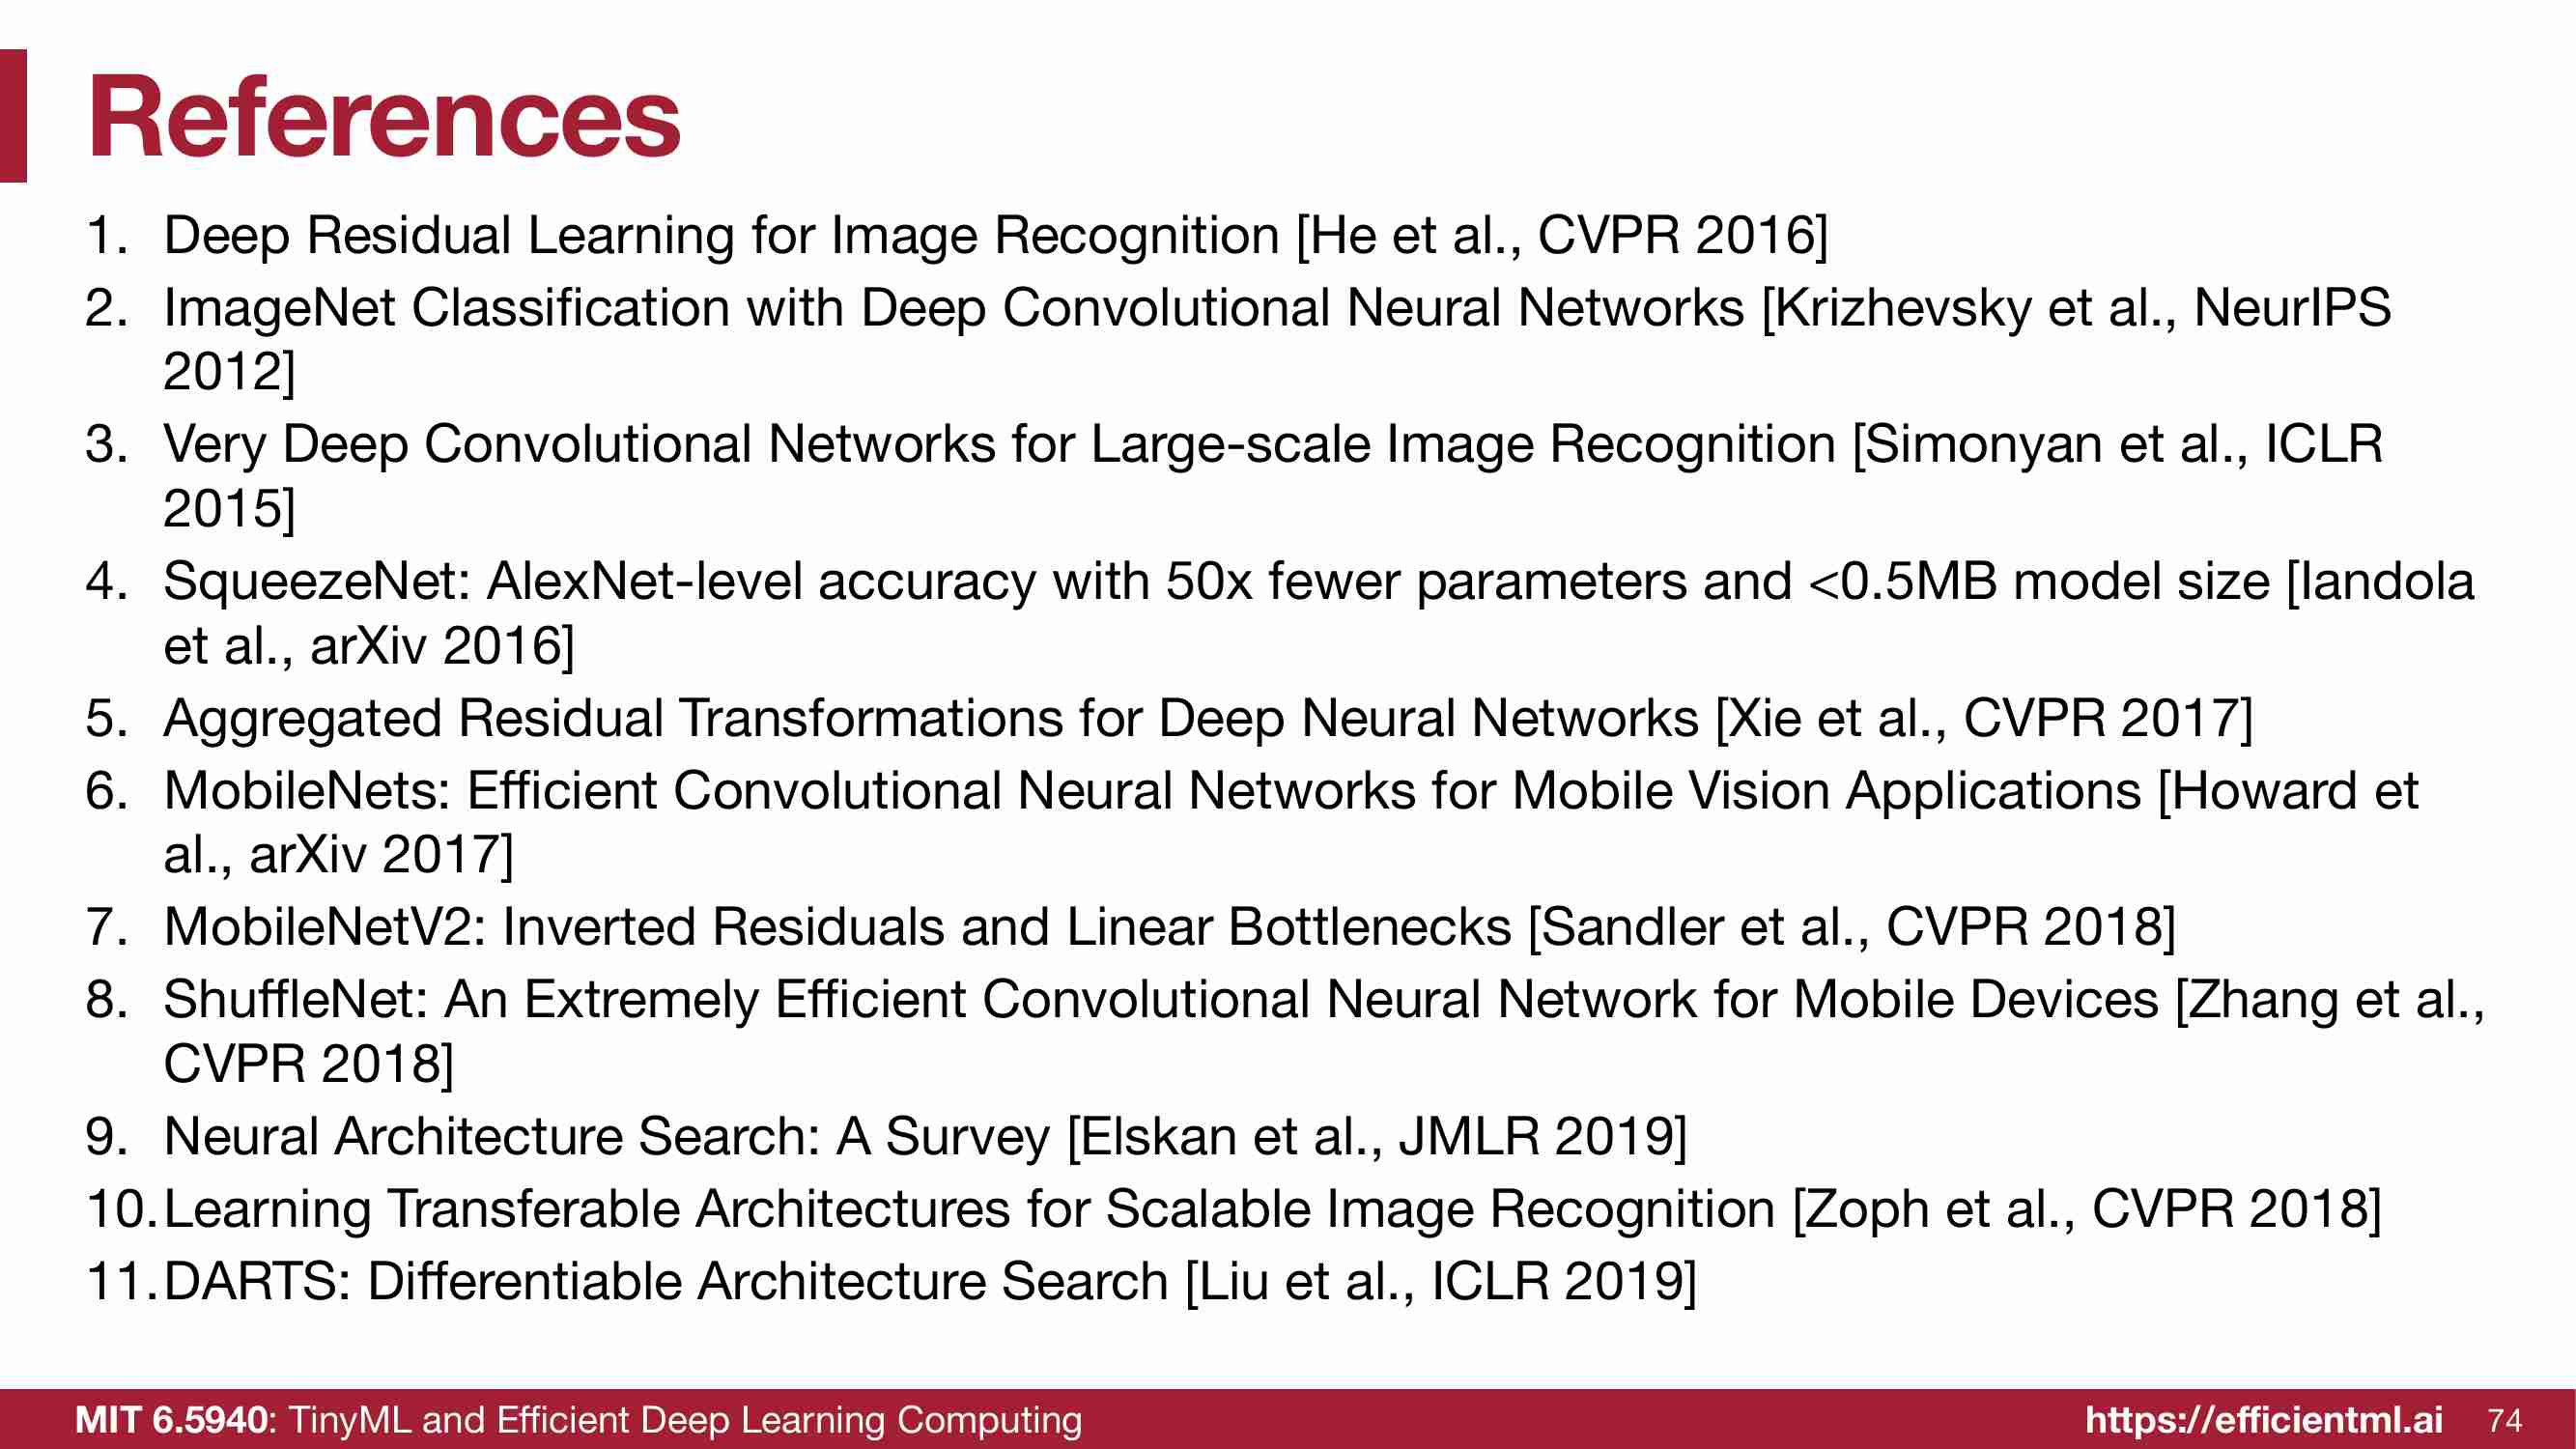 References
1. Deep Residual Learning for Image Recognition [He et al., CVPR 2016]
2. ImageNet Classification with Deep Convolutional Neural Networks [Krizhevsky et al., NeurIPS
2012]
3. Very Deep Convolutional Networks for Large-scale Image Recognition [Simonyan et al., ICLR
2015]
4. SqueezeNet: AlexNet-level accuracy with 50x fewer parameters and <0.5MB model size [Iandola
et al., arXiv 2016]
5. Aggregated Residual Transformations for Deep Neural Networks [Xie et al., CVPR 2017]
6. MobileNets: Efficient Convolutional Neural Networks for Mobile Vision Applications [Howard et
al., arXiv 2017]
7. MobileNetV2: Inverted Residuals and Linear Bottlenecks [Sandler et al., CVPR 2018]
8. ShuffleNet: An Extremely Efficient Convolutional Neural Network for Mobile Devices [Zhang et al.,
CVPR 2018]
9. Neural Architecture Search: A Survey [Elskan et al., JMLR 2019]
10. Learning Transferable Architectures for Scalable Image Recognition [Zoph et al., CVPR 2018]
11. DARTS: Differentiable Architecture Search [Liu et al., ICLR 2019]
MIT 6.5940: TinyML and Efficient Deep Learning Computing
https://efficientml.ai 74